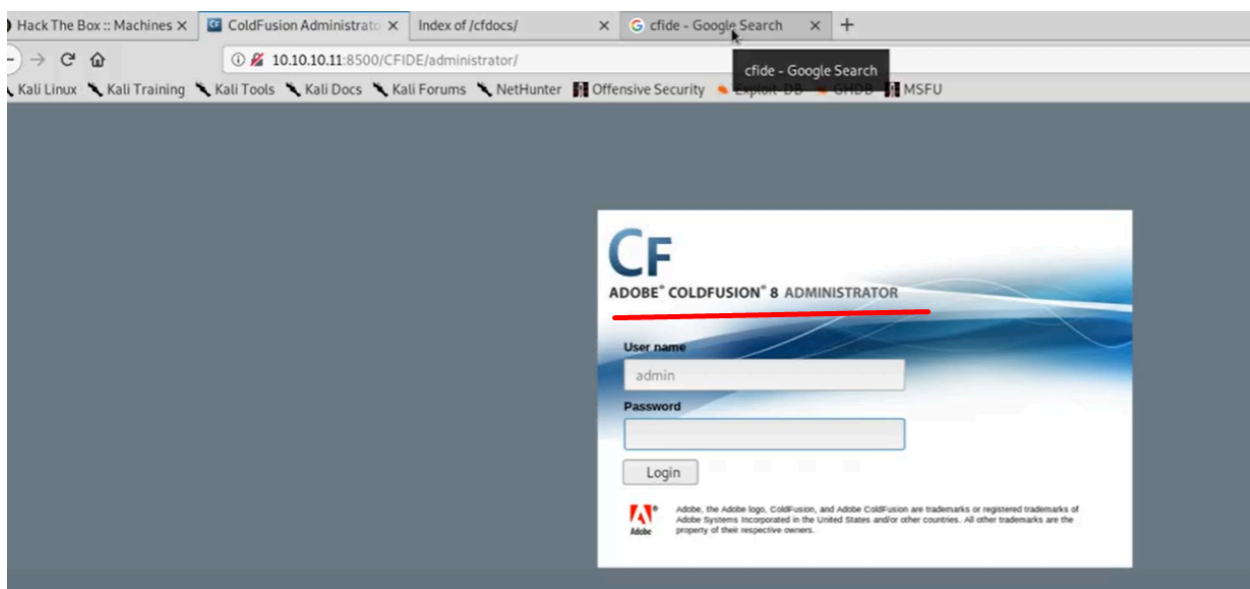 Hack The Box :: Machines
ColdFusion Administrato
Index of /cfdocs/
cfide - Google Search
10.10.10.11:8500/CFIDE/administrator/
cfide - Google Search
Kali Linux Kali Training Kali Tools Kali Docs Kali Forums NetHunter Offensive Security Exploit-DB GHDB MSFU
CF
ADOBE® COLDFUSION® 8 ADMINISTRATOR
User name
admin
Password
Login
Adobe
Adobe, the Adobe logo, ColdFusion, and Adobe ColdFusion are trademarks or registered trademarks of
Adobe Systems Incorporated in the United States and/or other countries. All other trademarks are the
property of their respective owners.